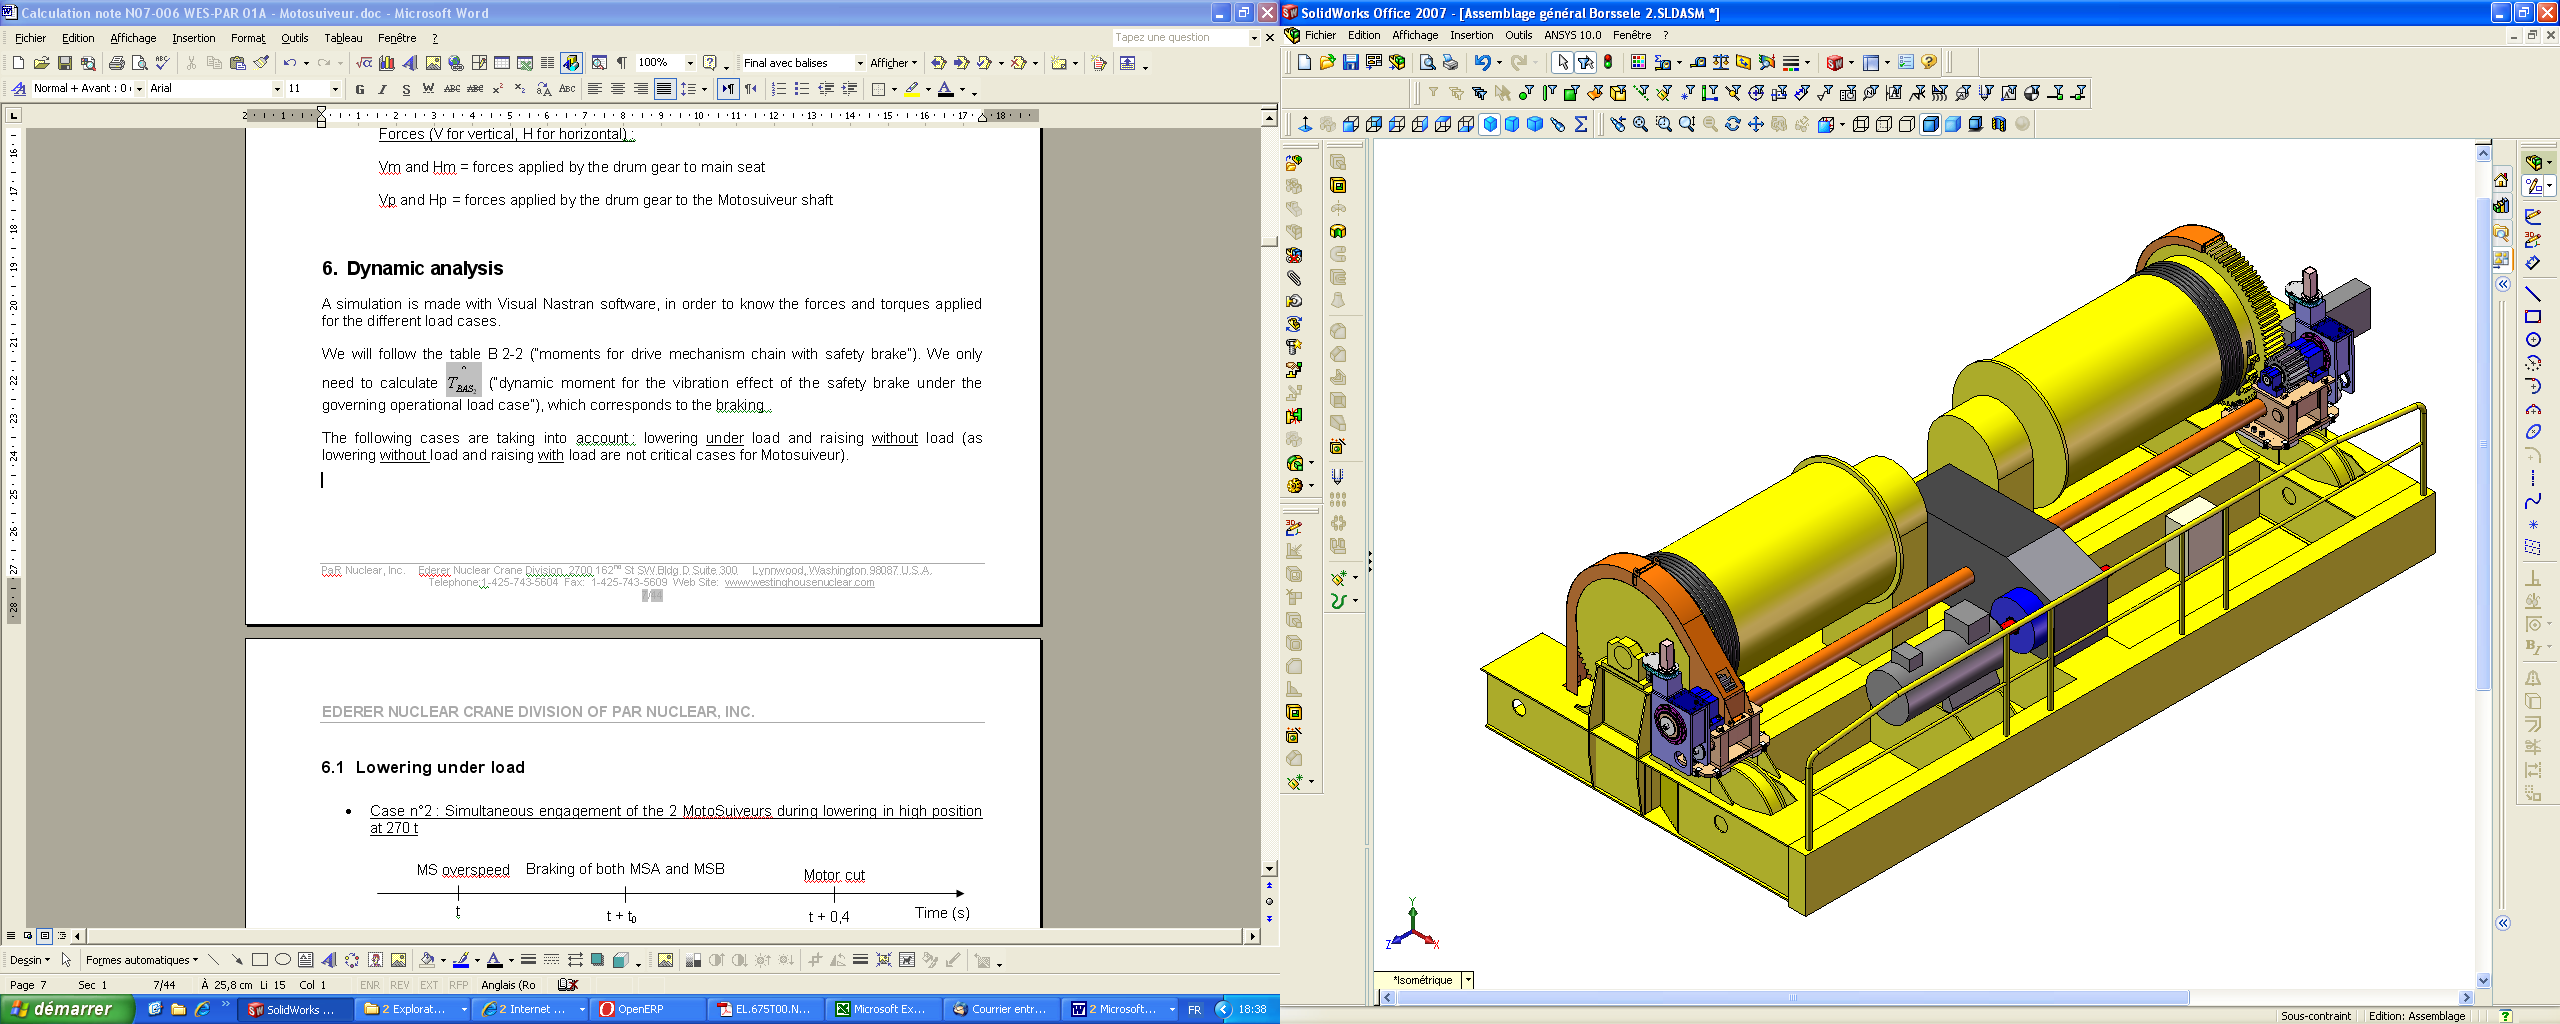 Calculation note N07-006 WES-PAR 01A - Motosuiveur.doc - Microsoft Word
Fichier Edition Affichage Insertion Format Outils Tableau Fenêtre ?
Tapez une question
100%
Final avec balises
Afficher
Normal + Avant : 0
Arial
11
G I S
Forces (V for vertical, H for horizontal) :
Vm and Hm = forces applied by the drum gear to main seat
Vp and Hp = forces applied by the drum gear to the Motosuiveur shaft
6. Dynamic analysis
A simulation is made with Visual Nastran software, in order to know the forces and torques applied
for the different load cases.
We will follow the table B 2-2 ("moments for drive mechanism chain with safety brake"). We only
need to calculate T̂BAS2 ("dynamic moment for the vibration effect of the safety brake under the
governing operational load case"), which corresponds to the braking.
The following cases are taking into account : lowering under load and raising without load (as
lowering without load and raising with load are not critical cases for Motosuiveur).
PaR Nuclear, Inc. Ederer Nuclear Crane Division 2700 162nd St SW Bldg D Suite 300 Lynnwood, Washington 98087 U.S.A.
Telephone:1-425-743-5604 Fax: 1-425-743-5609 Web Site: www.westinghousenuclear.com
EDERER NUCLEAR CRANE DIVISION OF PAR NUCLEAR, INC.
6.1 Lowering under load
• Case n°2 : Simultaneous engagement of the 2 MotoSuiveurs during lowering in high position
at 270 t
MS overspeed Braking of both MSA and MSB Motor cut
t t + t0 t + 0,4 Time (s)
Dessin
Formes automatiques
Page 7 Sec 1 7/44 À 25,8 cm Li 15 Col 1 ENR REV EXT RFP Anglais (Ro
démarrer
SolidWorks ...
2 Explorat...
2 Internet ...
OpenERP
EL.675T00.N...
Microsoft Ex...
Courrier entr...
2 Microsoft...
FR
18:38
SolidWorks Office 2007 - [Assemblage général Borssele 2.SLDASM *]
Fichier Edition Affichage Insertion Outils ANSYS 10.0 Fenêtre ?
Y
Z
X
*Isométrique
Sous-contraint Edition: Assemblage